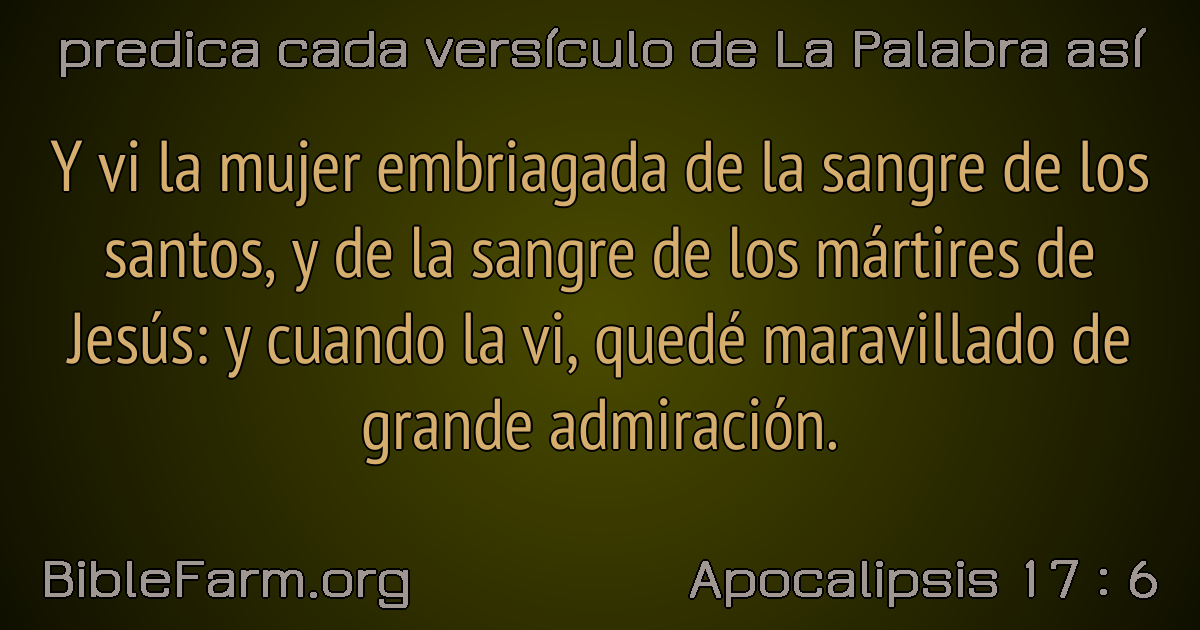 predica cada versículo de La Palabra así
Y vi la mujer embriagada de la sangre de los
santos, y de la sangre de los mártires de
Jesús: y cuando la vi, quedé maravillado de
grande admiración.
BibleFarm.org
Apocalipsis 17 : 6